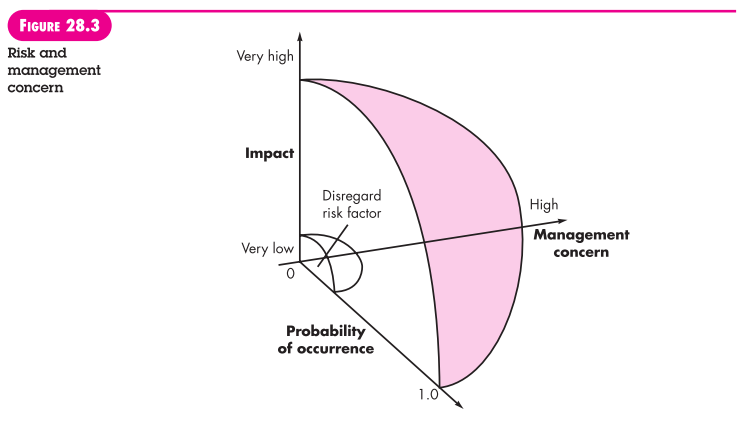 FIGURE 28.3
Risk and
management
concern
Very high
Impact
Disregard
risk factor
High
Very low
Management
concern
0
Probability
of occurrence
1.0